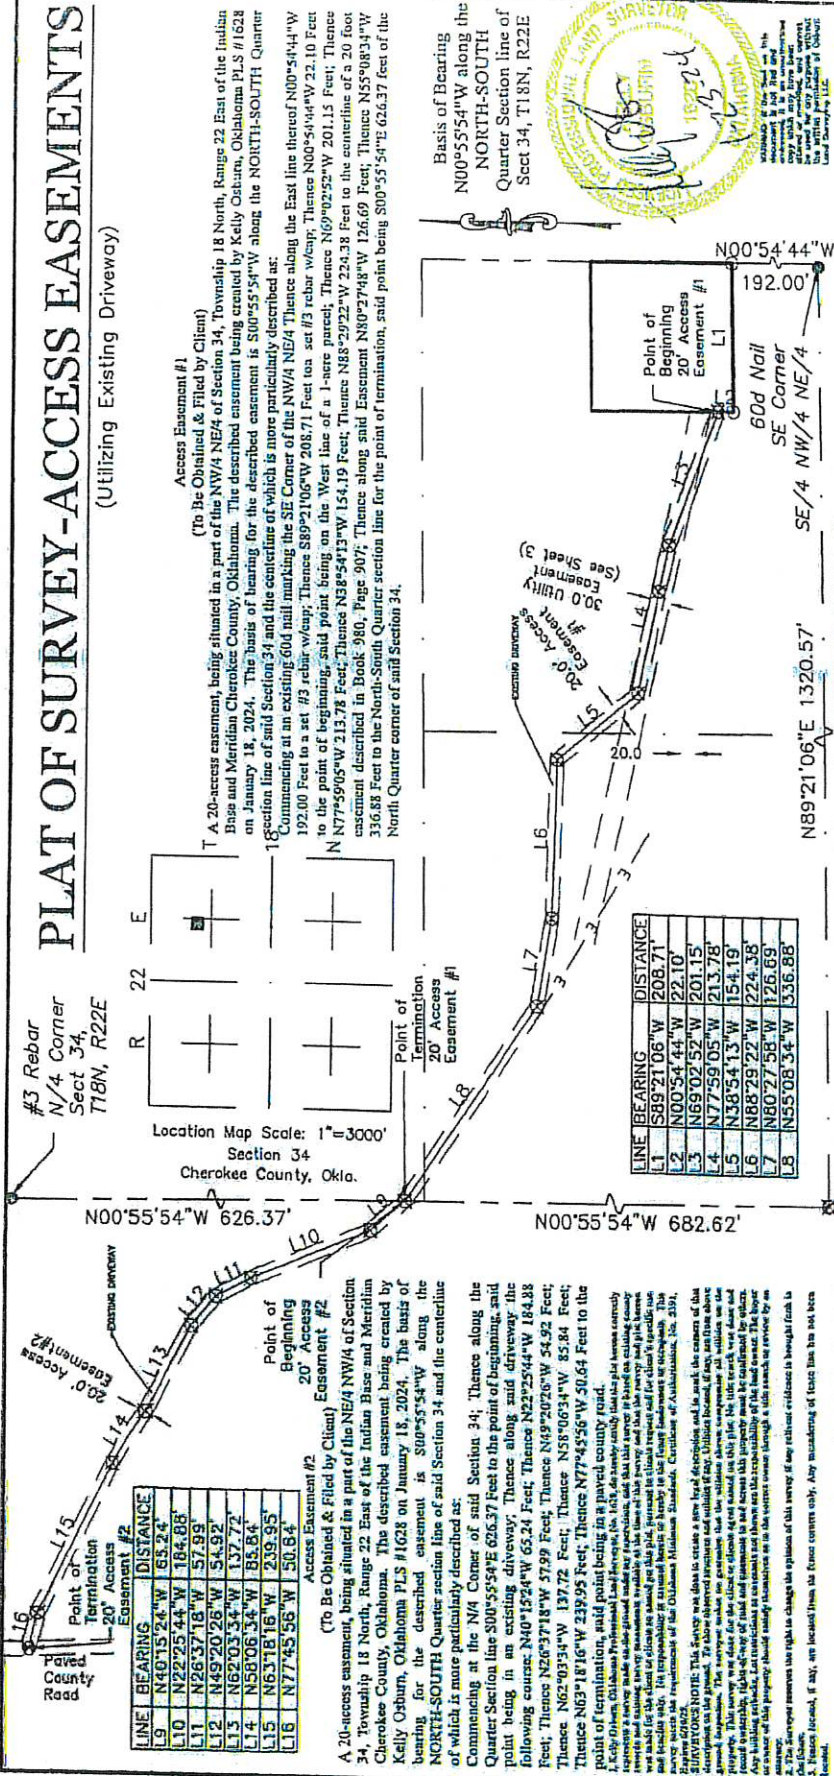 PLAT OF SURVEY-ACCESS EASEMENTS
(Utilizing Existing Driveway)
#3 Rebar
N/4 Corner
Sect 34,
T18N, R22E
R 22 E
T
18
N
Location Map Scale: 1"=3000'
Section 34
Cherokee County, Okla.
Access Easement #1
(To Be Obtained & Filed by Client)
A 20-access easement, being situated in a part of the NW/4 NE/4 of Section 34, Township 18 North, Range 22 East of the Indian
Base and Meridian Cherokee County, Oklahoma. The described easement being created by Kelly Osburn, Oklahoma PLS #1628
on January 18, 2024. The basis of bearing for the described easement is S00°55'54"W along the NORTH-SOUTH Quarter
section line of said Section 34 and the centerline of which is more particularly described as:
Commencing at an existing 60d nail marking the SE Corner of the NW/4 NE/4 Thence along the East line thereof N00°54'44"W
192.00 Feet to a set #3 rebar w/cap; Thence S89°21'06"W 208.71 Feet to a set #3 rebar w/cap; Thence N00°54'44"W 22.10 Feet
to the point of beginning, said point being on the West line of a 1-acre parcel; Thence N69°02'52"W 201.15 Feet; Thence
N77°59'05"W 213.78 Feet; Thence N38°54'13"W 154.19 Feet; Thence N88°29'22"W 224.38 Feet to the centerline of a 20 foot
easement described in Book 980, Page 907; Thence along said Easement N80°27'48"W 126.69 Feet; Thence N55°08'34"W
336.88 Feet to the North-South Quarter section line for the point of termination, said point being S00°55'54"E 626.37 feet of the
North Quarter corner of said Section 34.
Basis of Bearing
N00°55'54"W along the
NORTH-SOUTH
Quarter Section line of
Sect 34, T18N, R22E
LICENSED PROFESSIONAL LAND SURVEYOR
OKLAHOMA
N00°55'54"W 626.37'
N00°55'54"W 682.62'
N00°54'44"W
192.00'
N89°21'06"E 1320.57'
60d Nail
SE Corner
SE/4 NW/4 NE/4
Point of
Beginning
20' Access
Easement #1
L1
L3
L4
L5
L6
L7
L8
L9
L10
L11
L12
L13
L14
L15
L16
3
3
3
20.0
30.0 Utility
Easement
(See Sheet 3)
20.0' Access
Easement
#1
EXISTING DRIVEWAY
Point of
Termination
20' Access
Easement #1
Point of
Beginning
20' Access
Easement #2
EXISTING DRIVEWAY
20.0' Access
Easement#2
Point of
Termination
20' Access
Easement #2
Paved
County
Road
LINE BEARING DISTANCE
L1 S89°21'06"W 208.71'
L2 N00°54'44"W 22.10'
L3 N69°02'52"W 201.15'
L4 N77°59'05"W 213.78'
L5 N38°54'13"W 154.19'
L6 N88°29'22"W 224.38'
L7 N80°27'58"W 126.69'
L8 N55°08'34"W 336.88'
LINE BEARING DISTANCE
L9 N40°15'24"W 65.24'
L10 N22°25'44"W 184.88'
L11 N26°37'18"W 57.99'
L12 N49°20'26"W 54.92'
L13 N62°03'34"W 137.72'
L14 N58°06'34"W 85.84'
L15 N63°18'16"W 239.95'
L16 N77°45'56"W 50.64'
Access Easement #2
(To Be Obtained & Filed by Client)
A 20-access easement, being situated in a part of the NE/4 NW/4 of Section
34, Township 18 North, Range 22 East of the Indian Base and Meridian
Cherokee County, Oklahoma. The described easement being created by
Kelly Osburn, Oklahoma PLS #1628 on January 18, 2024. The basis of
bearing for the described easement is S00°55'54"W along the
NORTH-SOUTH Quarter section line of said Section 34 and the centerline
of which is more particularly described as:
Commencing at the N/4 Corner of said Section 34; Thence along the
Quarter Section line S00°55'54"E 626.37 Feet to the point of beginning, said
point being in an existing driveway; Thence along said driveway the
following course; N40°15'24"W 65.24 Feet; Thence N22°25'44"W 184.88
Feet; Thence N26°37'18"W 57.99 Feet; Thence N49°20'26"W 54.92 Feet;
Thence N62°03'34"W 137.72 Feet; Thence N58°06'34"W 85.84 Feet;
Thence N63°18'16"W 239.95 Feet; Thence N77°45'56"W 50.64 Feet to the
point of termination, said point being in a paved county road.